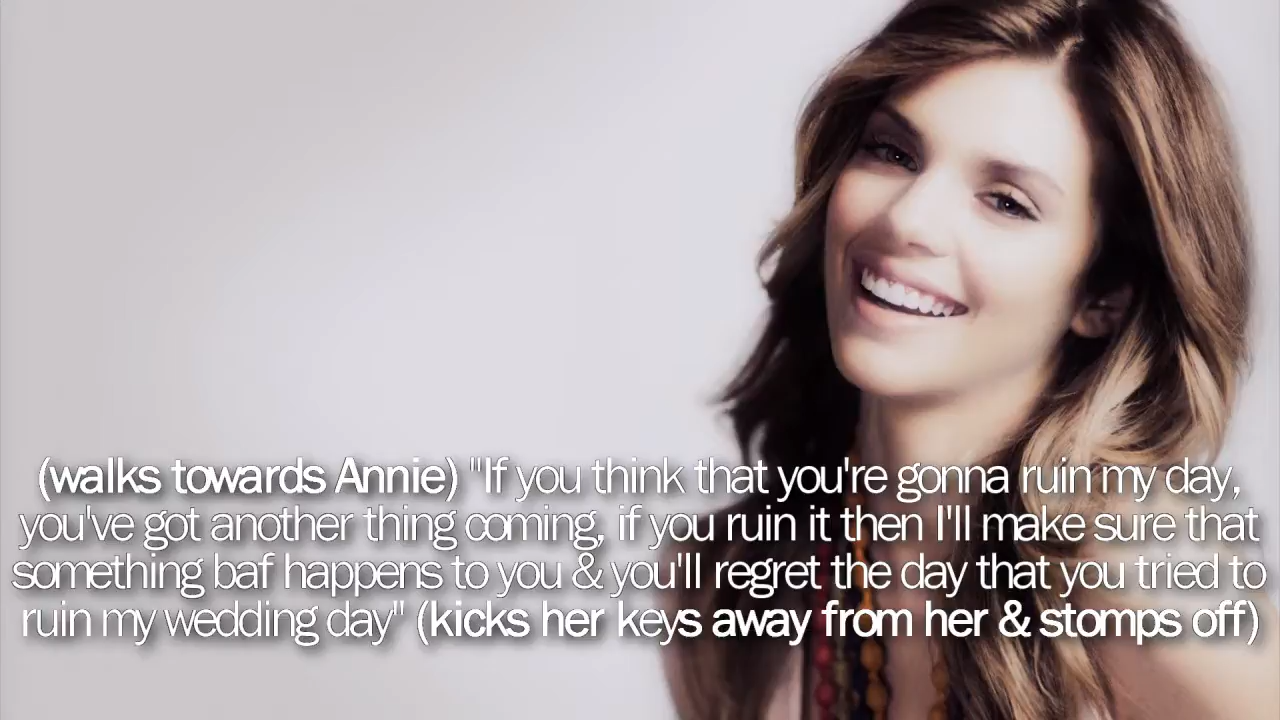 (walks towards Annie) "If you think that you're gonna ruin my day,
you've got another thing coming, if you ruin it then I'll make sure that
something baf happens to you & you'll regret the day that you tried to
ruin my wedding day" (kicks her keys away from her & stomps off)